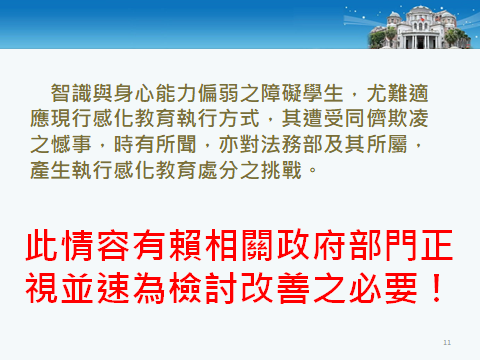 智識與身心能力偏弱之障礙學生，尤難適
應現行感化教育執行方式，其遭受同儕欺凌
之憾事，時有所聞，亦對法務部及其所屬，
產生執行感化教育處分之挑戰。
此情容有賴相關政府部門正
視並速為檢討改善之必要！
11